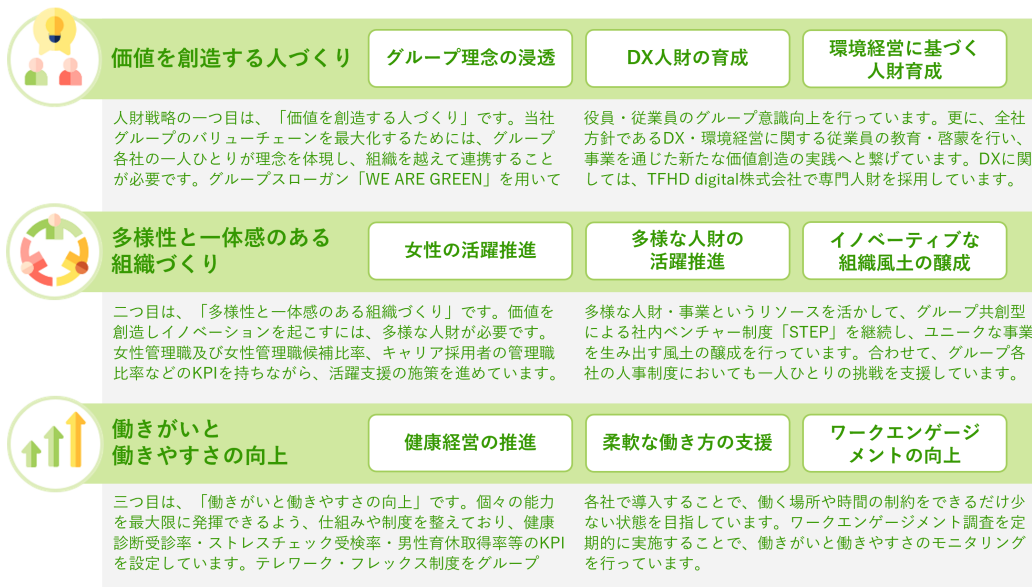 価値を創造する人づくり
グループ理念の浸透
DX人財の育成
環境経営に基づく
人財育成
人財戦略の一つ目は、「価値を創造する人づくり」です。当社
グループのバリューチェーンを最大化するためには、グループ
各社の一人ひとりが理念を体現し、組織を越えて連携すること
が必要です。グループスローガン「WE ARE GREEN」を用いて
役員・従業員のグループ意識向上を行っています。更に、全社
方針であるDX・環境経営に関する従業員の教育・啓蒙を行い、
事業を通じた新たな価値創造の実践へと繋げています。DXに関
しては、TFHD digital株式会社で専門人財を採用しています。
多様性と一体感のある
組織づくり
女性の活躍推進
多様な人財の
活躍推進
イノベーティブな
組織風土の醸成
二つ目は、「多様性と一体感のある組織づくり」です。価値を
創造しイノベーションを起こすには、多様な人財が必要です。
女性管理職及び女性管理職候補比率、キャリア採用者の管理職
比率などのKPIを持ちながら、活躍支援の施策を進めています。
多様な人財・事業というリソースを活かして、グループ共創型
による社内ベンチャー制度「STEP」を継続し、ユニークな事業
を生み出す風土の醸成を行っています。合わせて、グループ各
社の人事制度においても一人ひとりの挑戦を支援しています。
働きがいと
働きやすさの向上
健康経営の推進
柔軟な働き方の支援
ワークエンゲージ
メントの向上
三つ目は、「働きがいと働きやすさの向上」です。個々の能力
を最大限に発揮できるよう、仕組みや制度を整えており、健康
診断受診率・ストレスチェック受検率・男性育休取得率等のKPI
を設定しています。テレワーク・フレックス制度をグループ
各社で導入することで、働く場所や時間の制約をできるだけ少
ない状態を目指しています。ワークエンゲージメント調査を定
期的に実施することで、働きがいと働きやすさのモニタリング
を行っています。